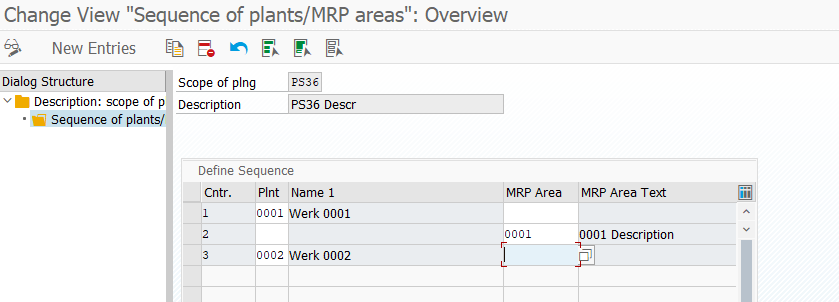 Change View "Sequence of plants/MRP areas": Overview
New Entries
Dialog Structure
Description: scope of p
Sequence of plants/
Scope of plng PS36
Description PS36 Descr
Define Sequence
Cntr. Plnt Name 1 MRP Area MRP Area Text
1 0001 Werk 0001
2 0001 0001 Description
3 0002 Werk 0002